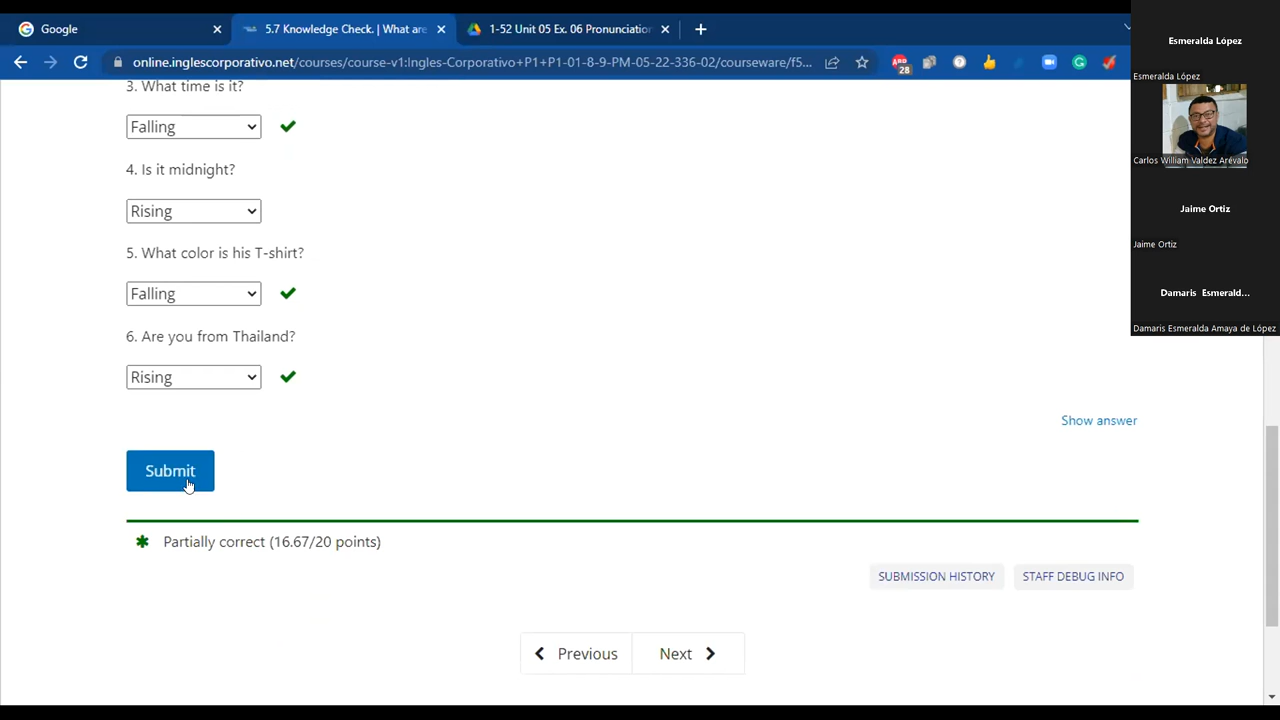 Google
5.7 Knowledge Check. | What are
1-52 Unit 05 Ex. 06 Pronunciation
online.inglescorporativo.net/courses/course-v1:Ingles-Corporativo+P1+P1-01-8-9-PM-05-22-336-02/courseware/f5...
28
3. What time is it?
Falling
4. Is it midnight?
Rising
5. What color is his T-shirt?
Falling
6. Are you from Thailand?
Rising
Show answer
Submit
Partially correct (16.67/20 points)
SUBMISSION HISTORY
STAFF DEBUG INFO
Previous
Next
Esmeralda López
Esmeralda López
Carlos William Valdez Arévalo
Jaime Ortiz
Jaime Ortiz
Damaris Esmerald...
Damaris Esmeralda Amaya de López